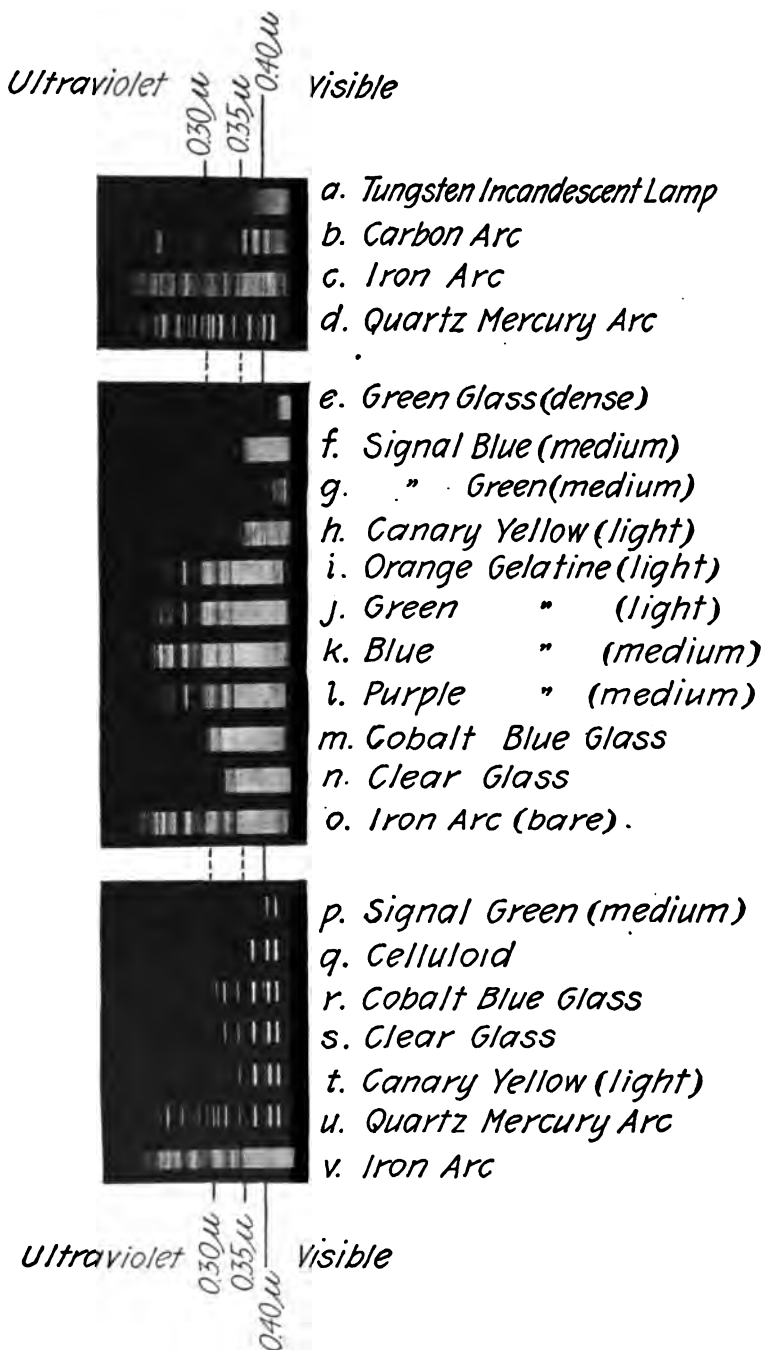 Ultraviolet 0.30µ 0.35µ 0.40µ Visible
a. Tungsten Incandescent Lamp
b. Carbon Arc
c. Iron Arc
d. Quartz Mercury Arc
e. Green Glass (dense)
f. Signal Blue (medium)
g. " Green (medium)
h. Canary Yellow (light)
i. Orange Gelatine (light)
j. Green " (light)
k. Blue " (medium)
l. Purple " (medium)
m. Cobalt Blue Glass
n. Clear Glass
o. Iron Arc (bare).
p. Signal Green (medium)
q. Celluloid
r. Cobalt Blue Glass
s. Clear Glass
t. Canary Yellow (light)
u. Quartz Mercury Arc
v. Iron Arc
Ultraviolet 0.30µ 0.35µ 0.40µ Visible